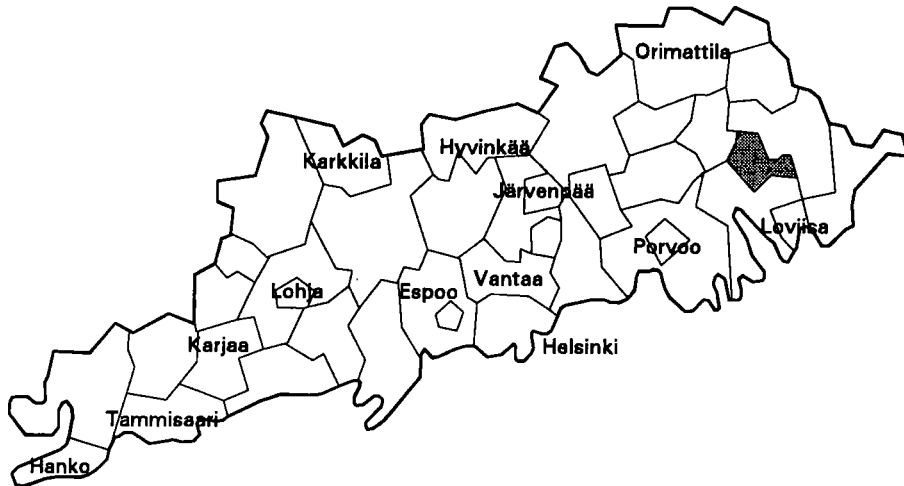 Orimattila
Karkkila
Hyvinkää
Järvenpää
Loviisa
Porvoo
Lohja
Espoo
Vantaa
Karjaa
Helsinki
Tammisaari
Hanko